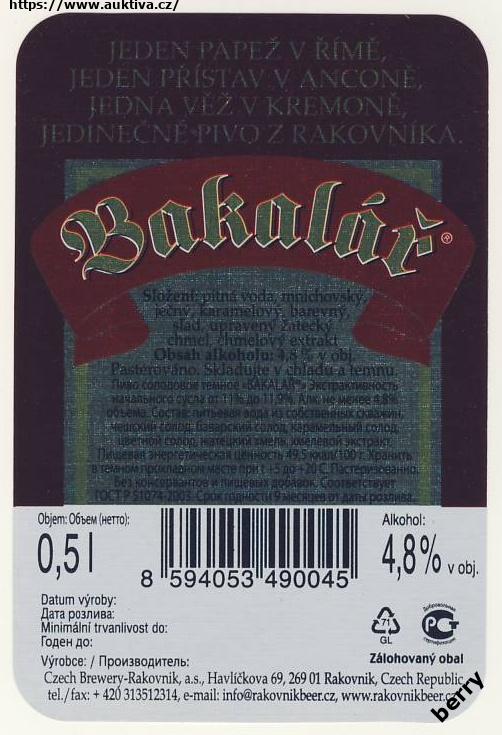 https://www.auktiva.cz/
JEDEN PAPEŽ V ŘÍMĚ,
JEDEN PŘÍSTAV V ANCONĚ,
JEDNA VĚŽ V KREMONĚ,
JEDINEČNÉ PIVO Z RAKOVNÍKA.
Bakalář®
Složení: pitná voda, mnichovský,
ječný, karamelový, barevný,
slad, upravený žatecký
chmel, chmelový extrakt
Obsah alkoholu: 4,8 % v obj.
Pasterováno. Skladujte v chladu a temnu.
Пиво солодовое темное «BAKALÁŘ®» Экстрактивность
начального сусла от 11% до 11.9%. Алк. не менее 4.8%
объема. Состав: питьевая вода из собственных скважин,
чешский солод, баварский солод, карамельный солод,
цветной солод, жатецкий хмель, хмелевой экстракт.
Пищевая энергетическая ценность 49.5 ккал/100 г. Хранить
в темном прохладном месте при t +5 до +20 C. Пастеризованно.
Без консервантов и пищевых добавок. Соответствует
ГОСТ Р 51074-2003. Срок годности 9 месяцев от даты розлива.
Objem: Объем (нетто):
0,5 l
8 594053 490045
Alkohol:
4,8% v obj.
Datum výroby:
Дата розлива:
Minimální trvanlivost do:
Годен до:
71
GL
Добровольная
РСТ
сертификация
Výrobce: / Производитель:
Zálohovaný obal
Czech Brewery-Rakovník, a.s., Havlíčkova 69, 269 01 Rakovník, Czech Republic,
tel./fax: + 420 313512314, e-mail: info@rakovnikbeer.cz, www.rakovnikbeer.cz
berry